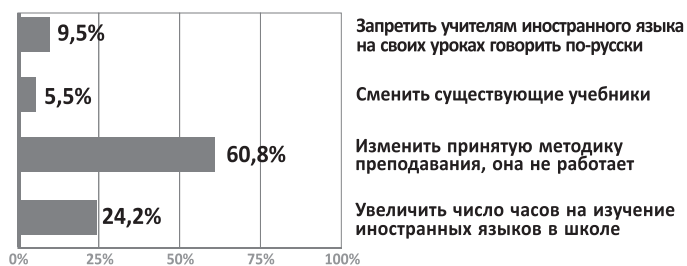 9,5%
Запретить учителям иностранного языка
на своих уроках говорить по-русски
5,5%
Сменить существующие учебники
60,8%
Изменить принятую методику
преподавания, она не работает
24,2%
Увеличить число часов на изучение
иностранных языков в школе
0% 25% 50% 75% 100%